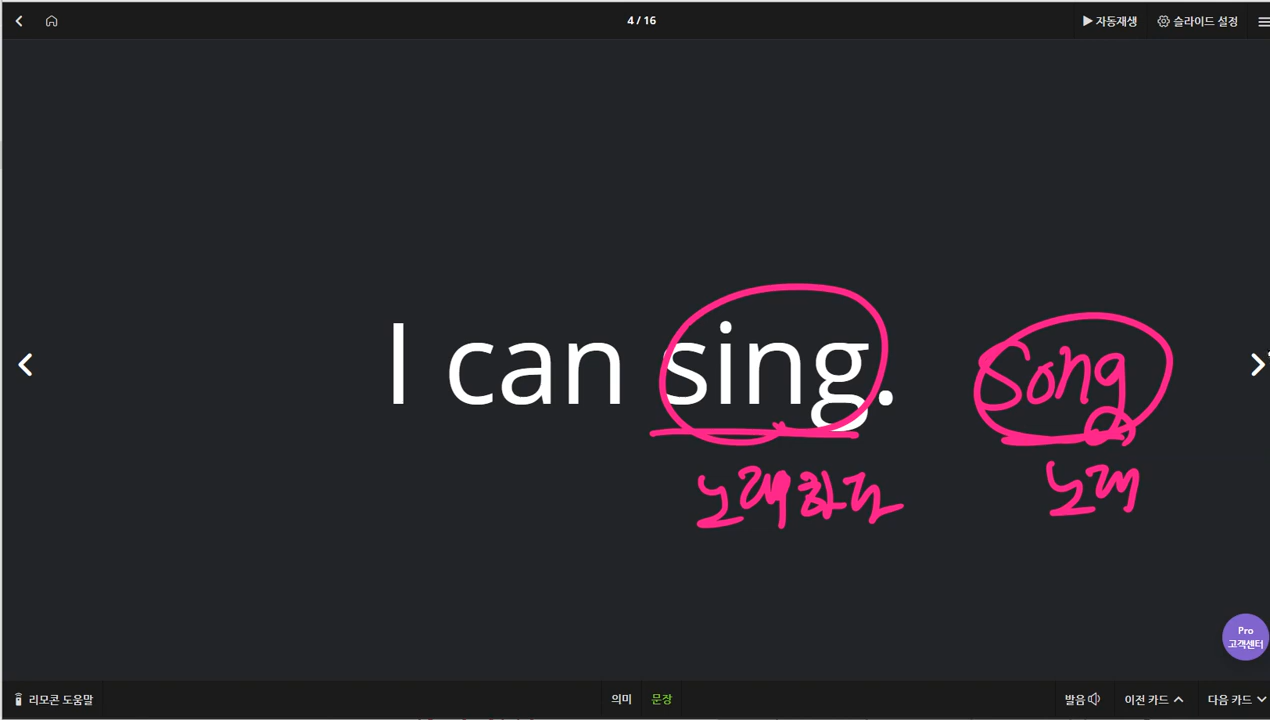 4 / 16
자동재생
슬라이드 설정
I can sing.
Song
노래하다
노래
Pro
고객센터
리모콘 도움말
의미
문장
발음
이전 카드
다음 카드